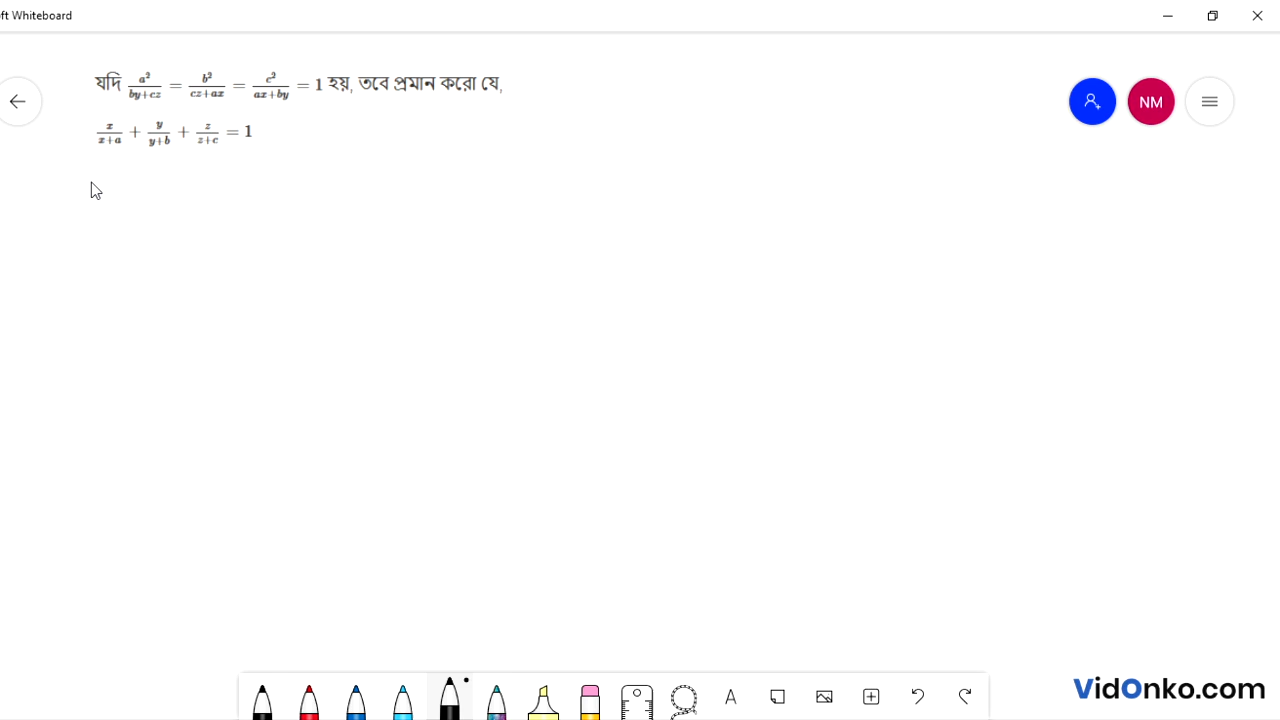 ft Whiteboard
যদি a²/(by+cz) = b²/(cz+ax) = c²/(ax+by) = 1 হয়, তবে প্রমান করো যে,
x/(x+a) + y/(y+b) + z/(z+c) = 1
NM
A
VidOnko.com